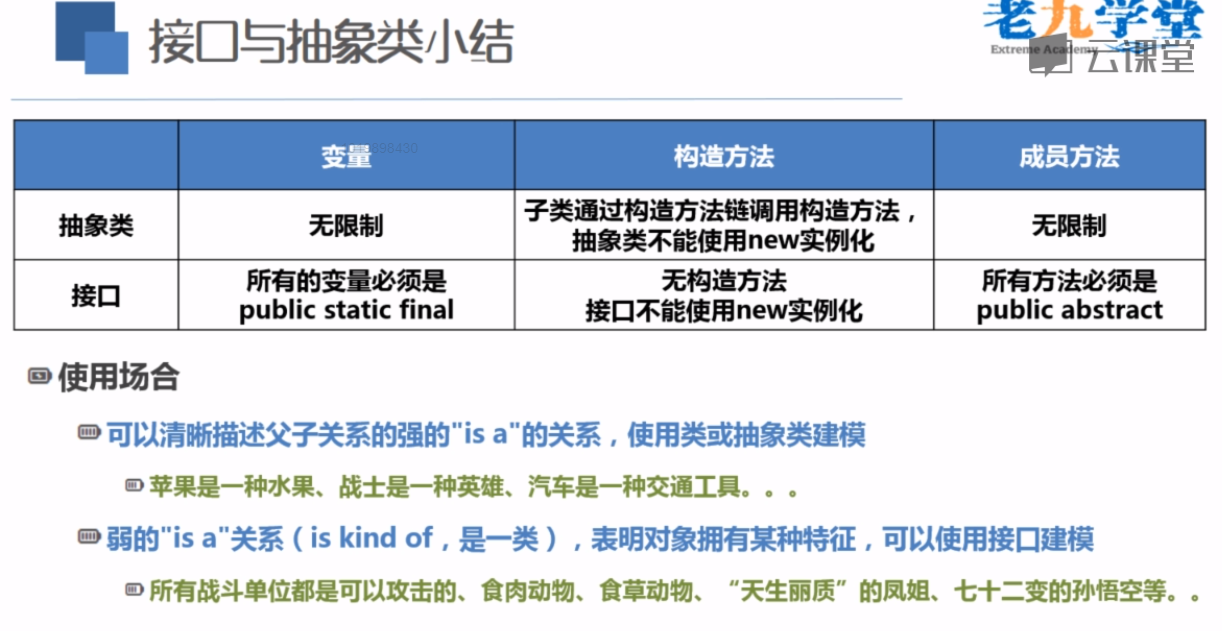 接口与抽象类小结
老九学堂
Extreme Academy
云课堂
变量
构造方法
成员方法
抽象类
无限制
子类通过构造方法链调用构造方法，
抽象类不能使用new实例化
无限制
接口
所有的变量必须是
public static final
无构造方法
接口不能使用new实例化
所有方法必须是
public abstract
使用场合
可以清晰描述父子关系的强的"is a"的关系，使用类或抽象类建模
苹果是一种水果、战士是一种英雄、汽车是一种交通工具。。。
弱的"is a"关系（is kind of，是一类），表明对象拥有某种特征，可以使用接口建模
所有战斗单位都是可以攻击的、食肉动物、食草动物、“天生丽质”的凤姐、七十二变的孙悟空等。。